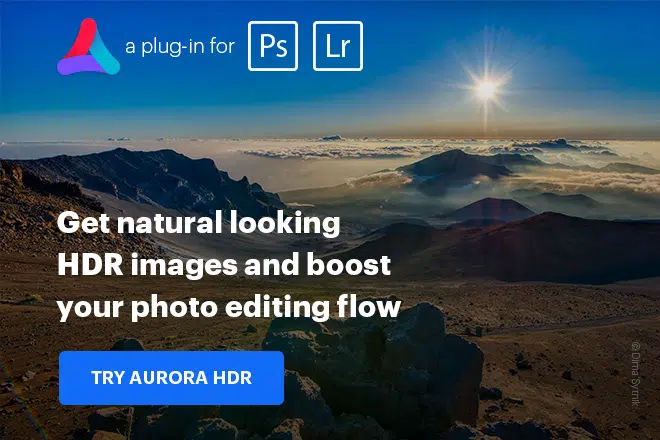 a plug-in for Ps Lr
Get natural looking
HDR images and boost
your photo editing flow
TRY AURORA HDR
©Dima Sytnik